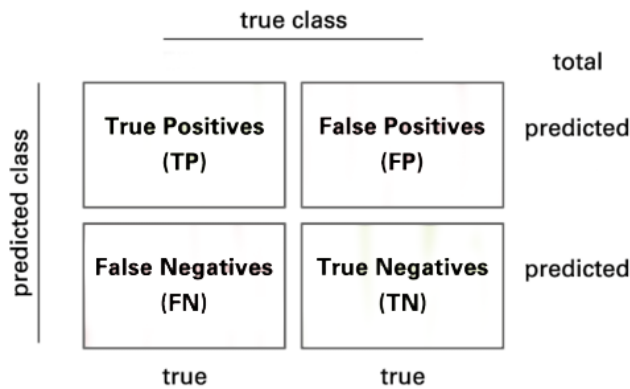 true class
total
predicted class
True Positives
(TP)
False Positives
(FP)
predicted
False Negatives
(FN)
True Negatives
(TN)
predicted
true
true